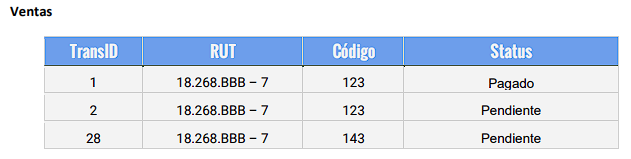 Ventas
TransID RUT Código Status
1 18.268.BBB – 7 123 Pagado
2 18.268.BBB – 7 123 Pendiente
28 18.268.BBB – 7 143 Pendiente